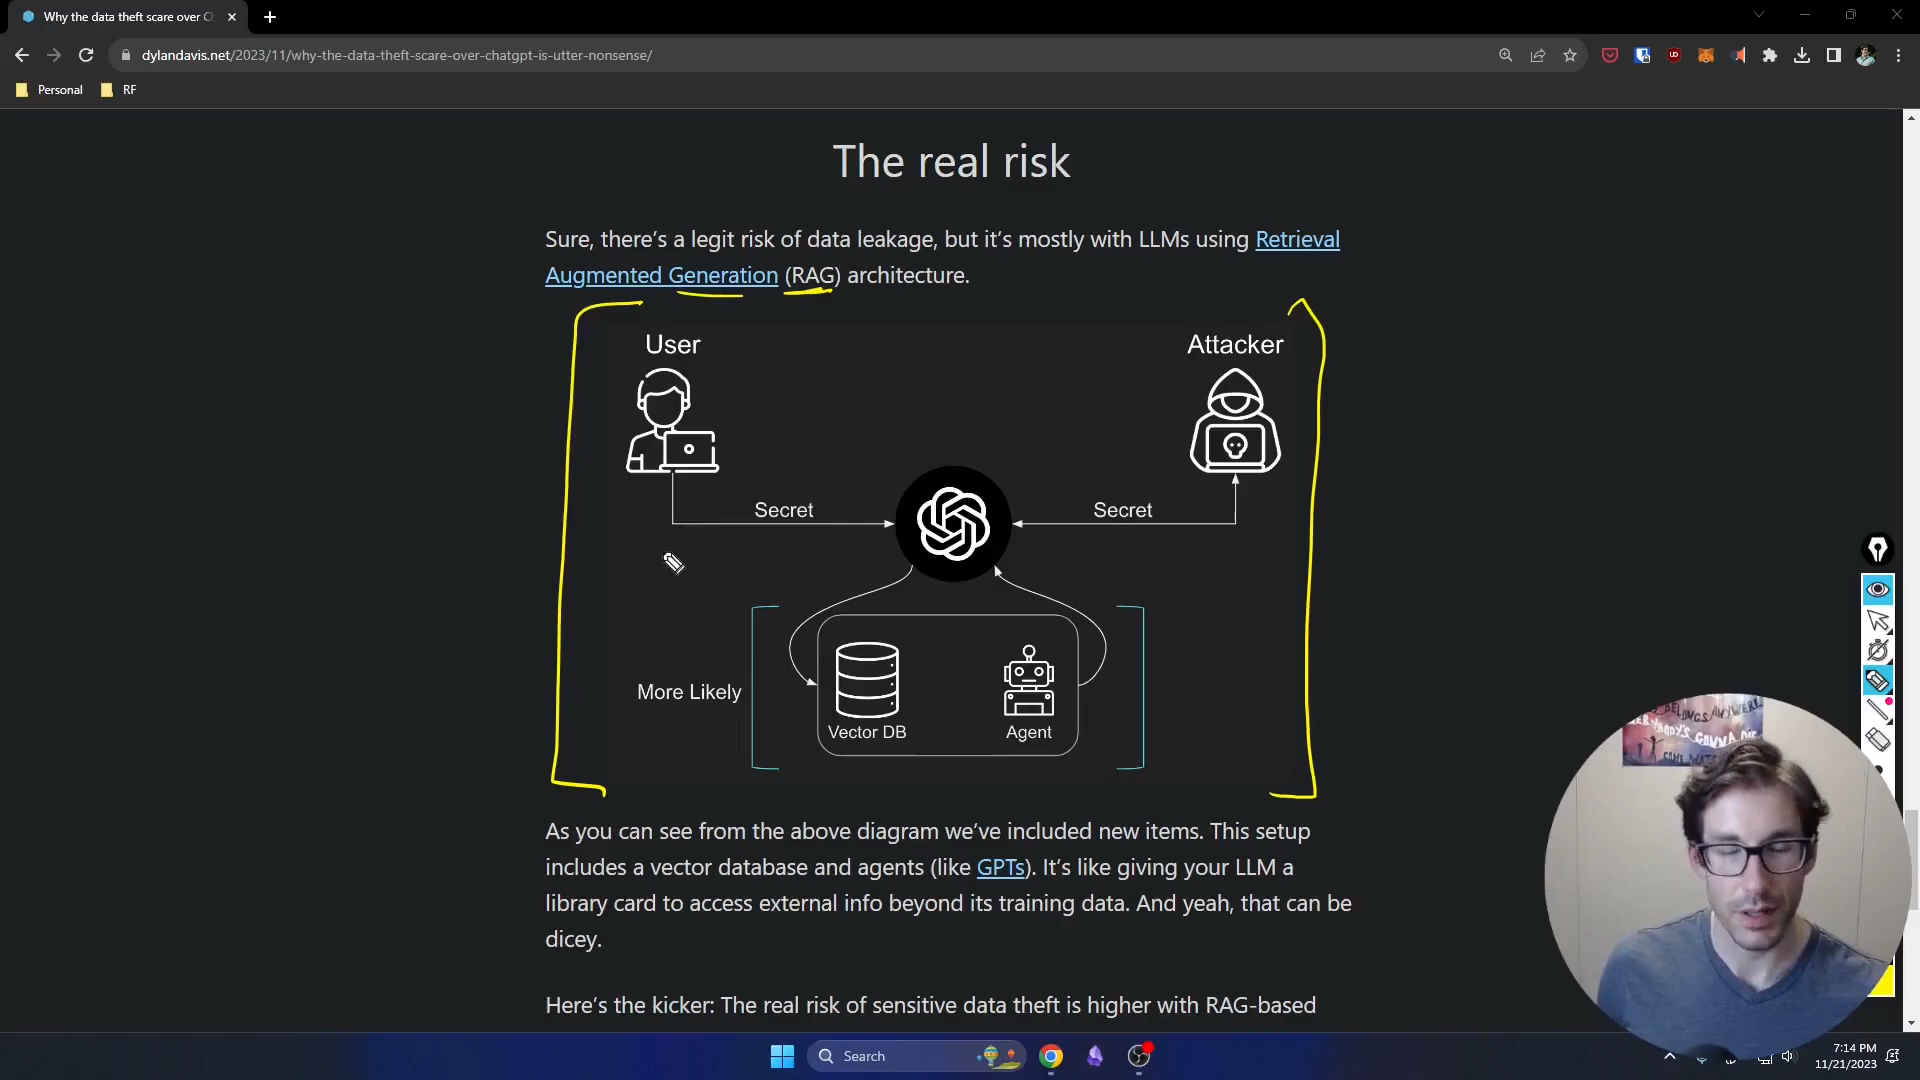 Why the data theft scare over C
dylandavis.net/2023/11/why-the-data-theft-scare-over-chatgpt-is-utter-nonsense/
Personal
RF
The real risk
Sure, there's a legit risk of data leakage, but it's mostly with LLMs using Retrieval
Augmented Generation (RAG) architecture.
User
Attacker
Secret
Secret
More Likely
Vector DB
Agent
As you can see from the above diagram we've included new items. This setup
includes a vector database and agents (like GPTs). It's like giving your LLM a
library card to access external info beyond its training data. And yeah, that can be
dicey.
Here's the kicker: The real risk of sensitive data theft is higher with RAG-based
BELONGS ANYWHERE
GONNA DIE
COME
Search
7:14 PM
11/21/2023